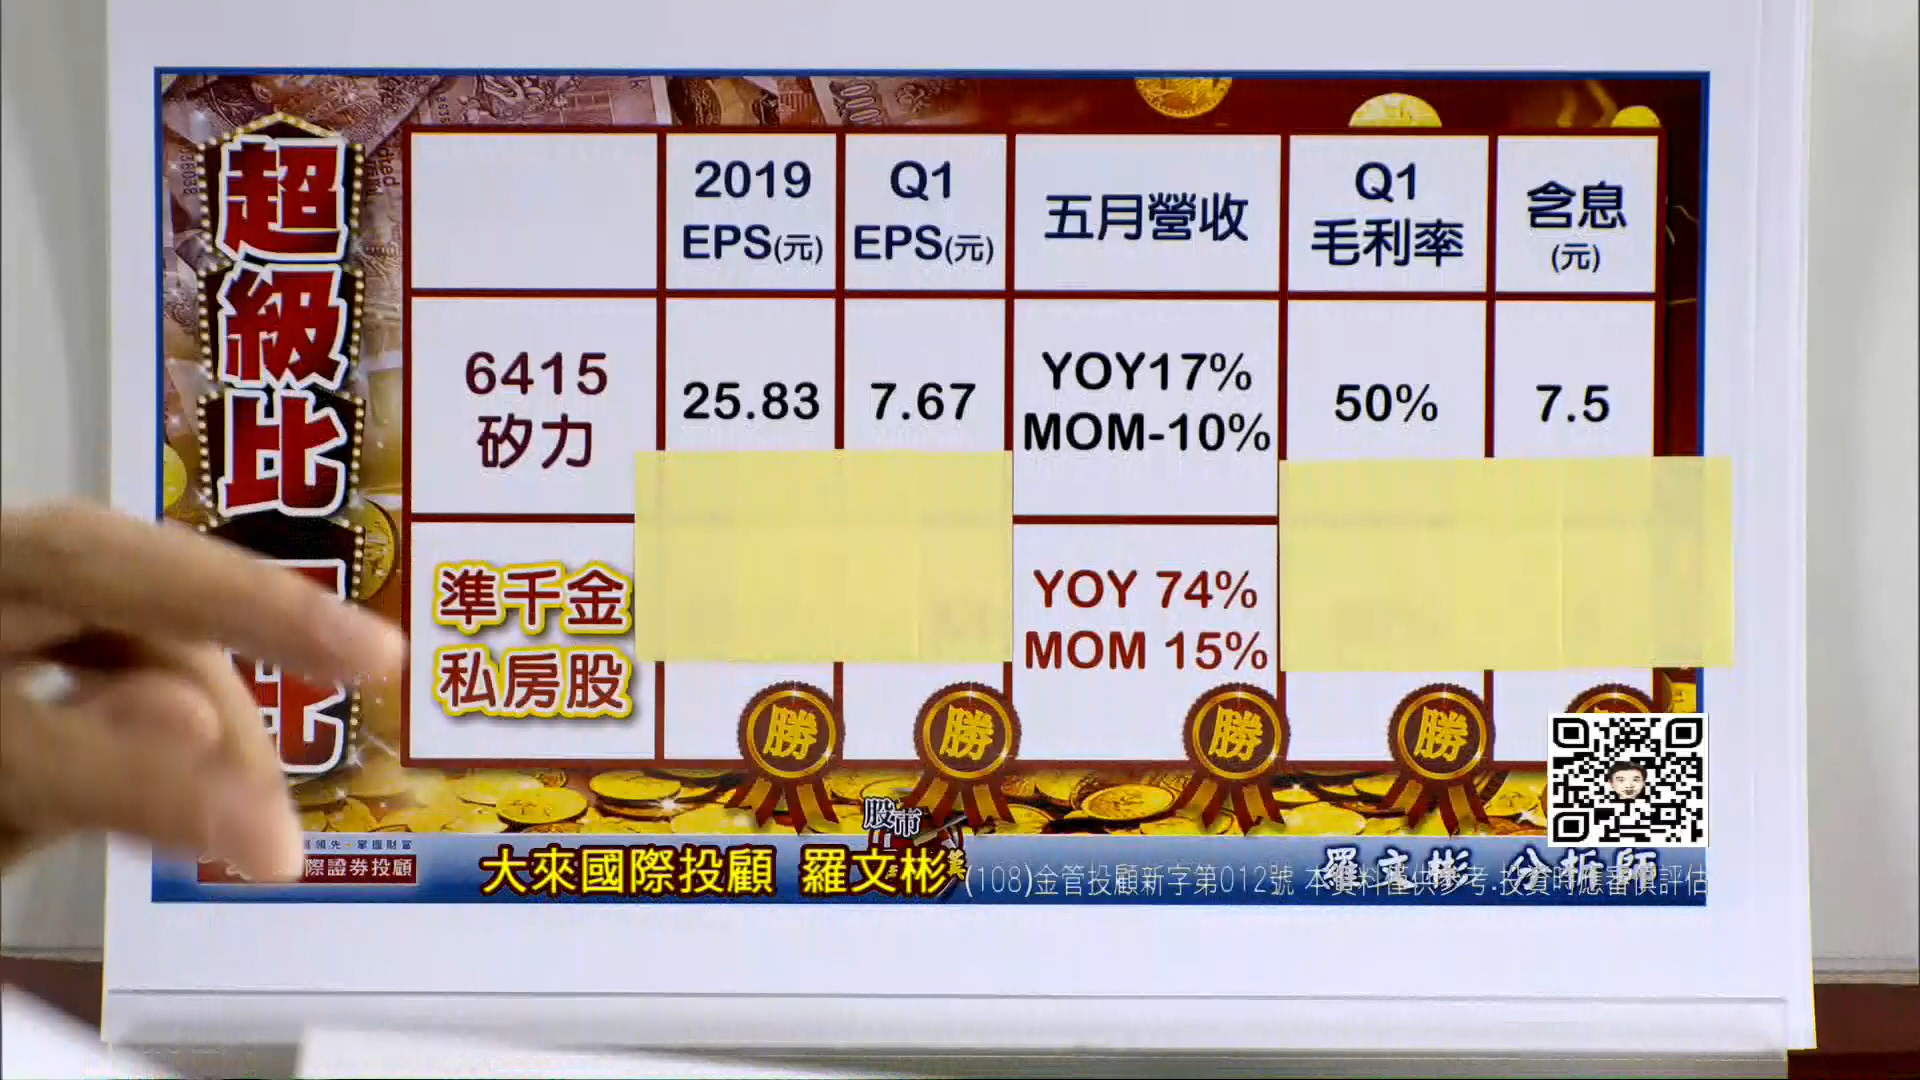 超級比一比
2019
EPS(元)
Q1
EPS(元)
五月營收
Q1
毛利率
含息
(元)
6415
矽力
25.83
7.67
YOY17%
MOM-10%
50%
7.5
準千金
私房股
YOY 74%
MOM 15%
勝
勝
勝
勝
股市
際證券投顧
大來國際投顧 羅文彬
(108)金管投顧新字第012號 本資料僅供參考.投資時應審慎評估
羅文彬 分析師